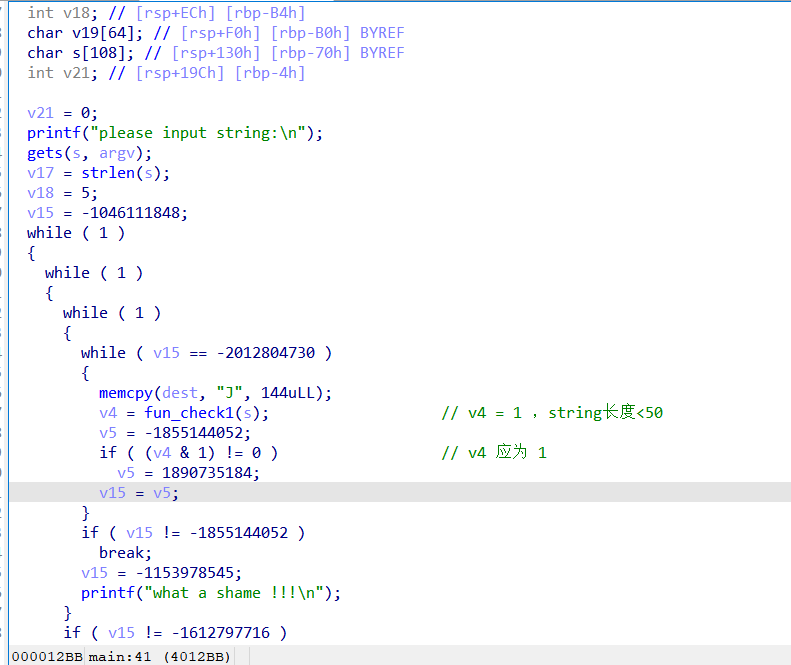 int v18; // [rsp+ECh] [rbp-B4h]
char v19[64]; // [rsp+F0h] [rbp-B0h] BYREF
char s[108]; // [rsp+130h] [rbp-70h] BYREF
int v21; // [rsp+19Ch] [rbp-4h]
v21 = 0;
printf("please input string:\n");
gets(s, argv);
v17 = strlen(s);
v18 = 5;
v15 = -1046111848;
while ( 1 )
{
while ( 1 )
{
while ( 1 )
{
while ( v15 == -2012804730 )
{
memcpy(dest, "J", 144uLL);
v4 = fun_check1(s); // v4 = 1 , string长度<50
v5 = -1855144052;
if ( (v4 & 1) != 0 ) // v4 应为 1
v5 = 1890735184;
v15 = v5;
}
if ( v15 != -1855144052 )
break;
v15 = -1153978545;
printf("what a shame !!!\n");
}
if ( v15 != -1612797716 )
000012BB main:41 (4012BB)